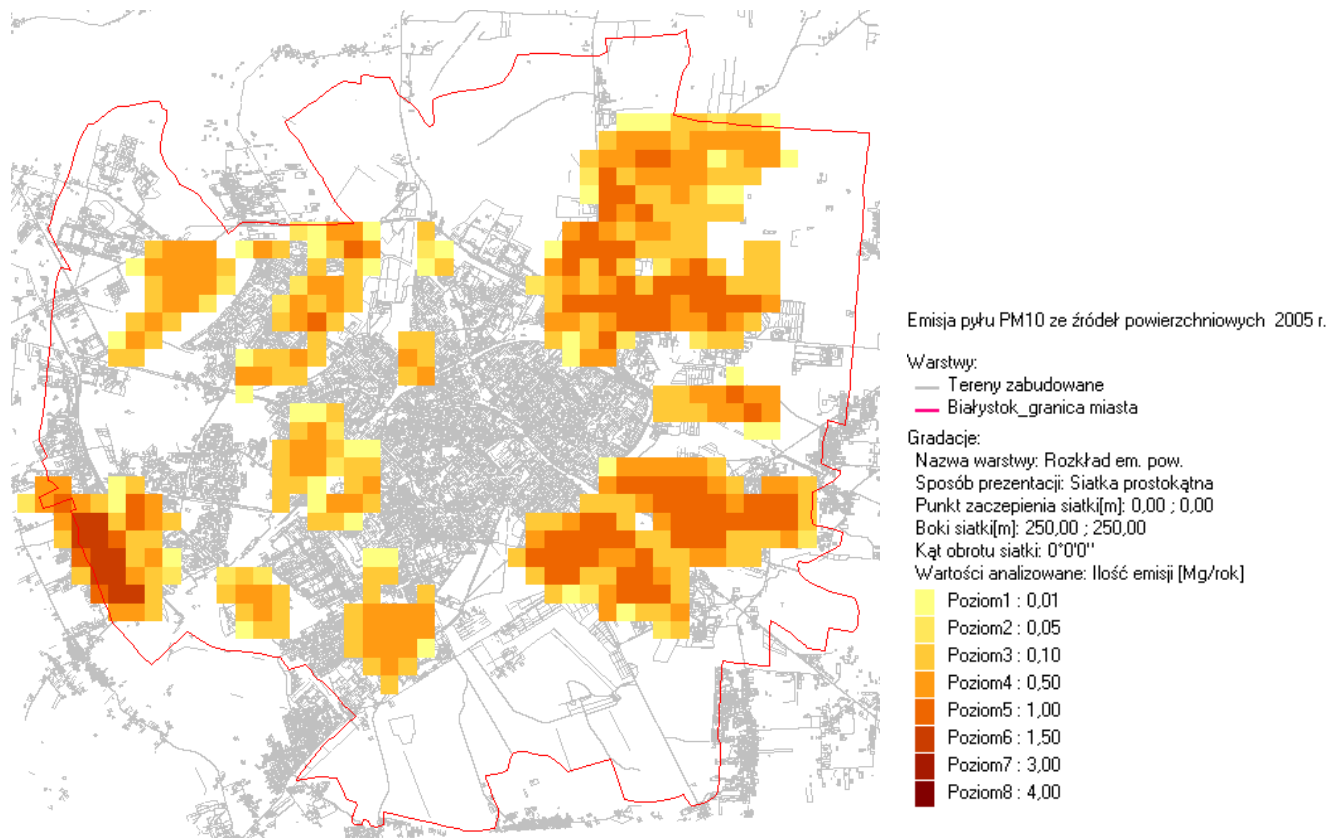 Emisja pyłu PM10 ze źródeł powierzchniowych 2005 r.
Warstwy:
Tereny zabudowane
Białystok_granica miasta
Gradacje:
Nazwa warstwy: Rozkład em. pow.
Sposób prezentacji: Siatka prostokątna
Punkt zaczepienia siatki[m]: 0,00 ; 0,00
Boki siatki[m]: 250,00 ; 250,00
Kąt obrotu siatki: 0°0'0''
Wartości analizowane: Ilość emisji [Mg/rok]
Poziom1 : 0,01
Poziom2 : 0,05
Poziom3 : 0,10
Poziom4 : 0,50
Poziom5 : 1,00
Poziom6 : 1,50
Poziom7 : 3,00
Poziom8 : 4,00